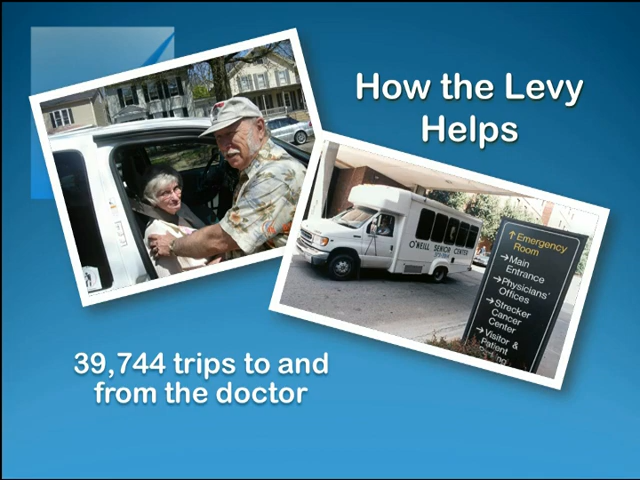 How the Levy
Helps
O'NEILL SENIOR CENTER
↑ Emergency
Room
→ Main
Entrance
→ Physicians'
Offices
→ Strecker
Cancer
Center
→ Visitor &
Patient
39,744 trips to and
from the doctor